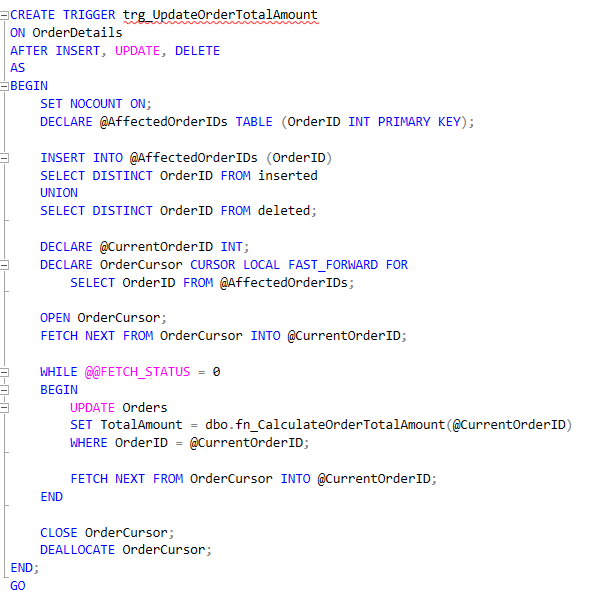 CREATE TRIGGER trg_UpdateOrderTotalAmount
ON OrderDetails
AFTER INSERT, UPDATE, DELETE
AS
BEGIN
    SET NOCOUNT ON;
    DECLARE @AffectedOrderIDs TABLE (OrderID INT PRIMARY KEY);

    INSERT INTO @AffectedOrderIDs (OrderID)
    SELECT DISTINCT OrderID FROM inserted
    UNION
    SELECT DISTINCT OrderID FROM deleted;

    DECLARE @CurrentOrderID INT;
    DECLARE OrderCursor CURSOR LOCAL FAST_FORWARD FOR
        SELECT OrderID FROM @AffectedOrderIDs;

    OPEN OrderCursor;
    FETCH NEXT FROM OrderCursor INTO @CurrentOrderID;

    WHILE @@FETCH_STATUS = 0
    BEGIN
        UPDATE Orders
        SET TotalAmount = dbo.fn_CalculateOrderTotalAmount(@CurrentOrderID)
        WHERE OrderID = @CurrentOrderID;

        FETCH NEXT FROM OrderCursor INTO @CurrentOrderID;
    END

    CLOSE OrderCursor;
    DEALLOCATE OrderCursor;
END;
GO